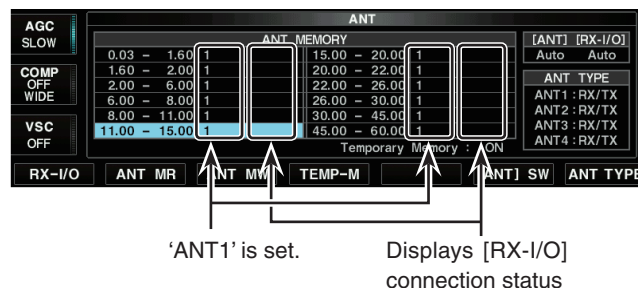 ANT
AGC
SLOW
ANT MEMORY
[ANT] [RX-I/O]
Auto Auto
0.03 – 1.60 1 15.00 – 20.00 1
1.60 – 2.00 1 20.00 – 22.00 1
COMP
OFF
WIDE
ANT TYPE
2.00 – 6.00 1 22.00 – 26.00 1
ANT1 :RX/TX
6.00 – 8.00 1 26.00 – 30.00 1
ANT2 :RX/TX
8.00 – 11.00 1 30.00 – 45.00 1
ANT3 :RX/TX
VSC
OFF
11.00 – 15.00 1 45.00 – 60.00 1
ANT4 :RX/TX
Temporary Memory : ON
RX-I/O ANT MR ANT MW TEMP-M ANT] SW ANT TYPE
‘ANT1’ is set.
Displays [RX-I/O]
connection status